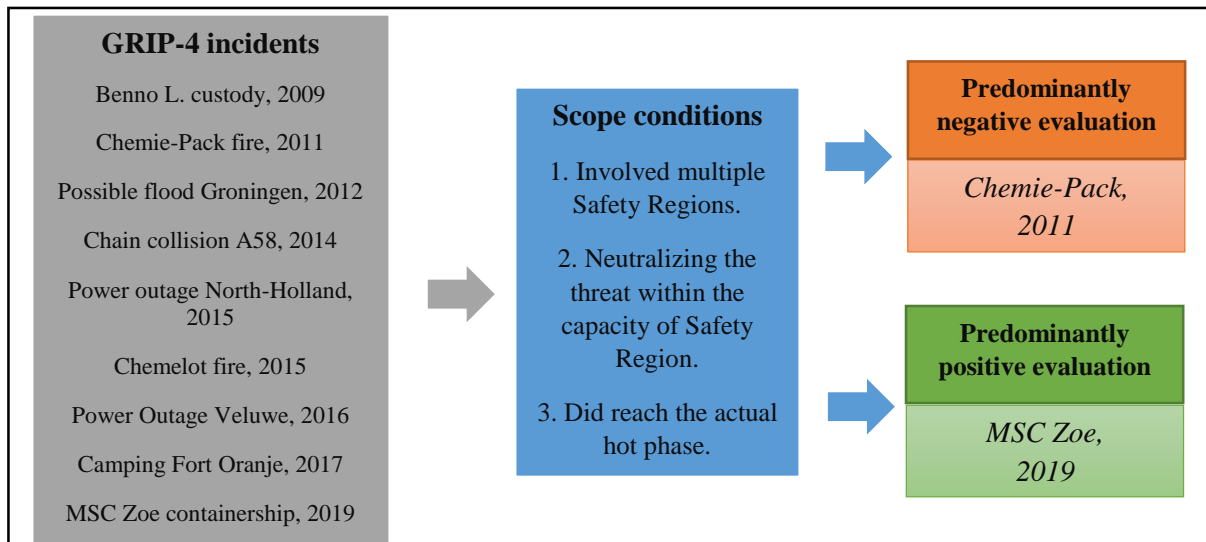 GRIP-4 incidents
Benno L. custody, 2009
Chemie-Pack fire, 2011
Possible flood Groningen, 2012
Chain collision A58, 2014
Power outage North-Holland,
2015
Chemelot fire, 2015
Power Outage Veluwe, 2016
Camping Fort Oranje, 2017
MSC Zoe containership, 2019
Scope conditions
1. Involved multiple
Safety Regions.
2. Neutralizing the
threat within the
capacity of Safety
Region.
3. Did reach the actual
hot phase.
Predominantly
negative evaluation
Chemie-Pack,
2011
Predominantly
positive evaluation
MSC Zoe,
2019